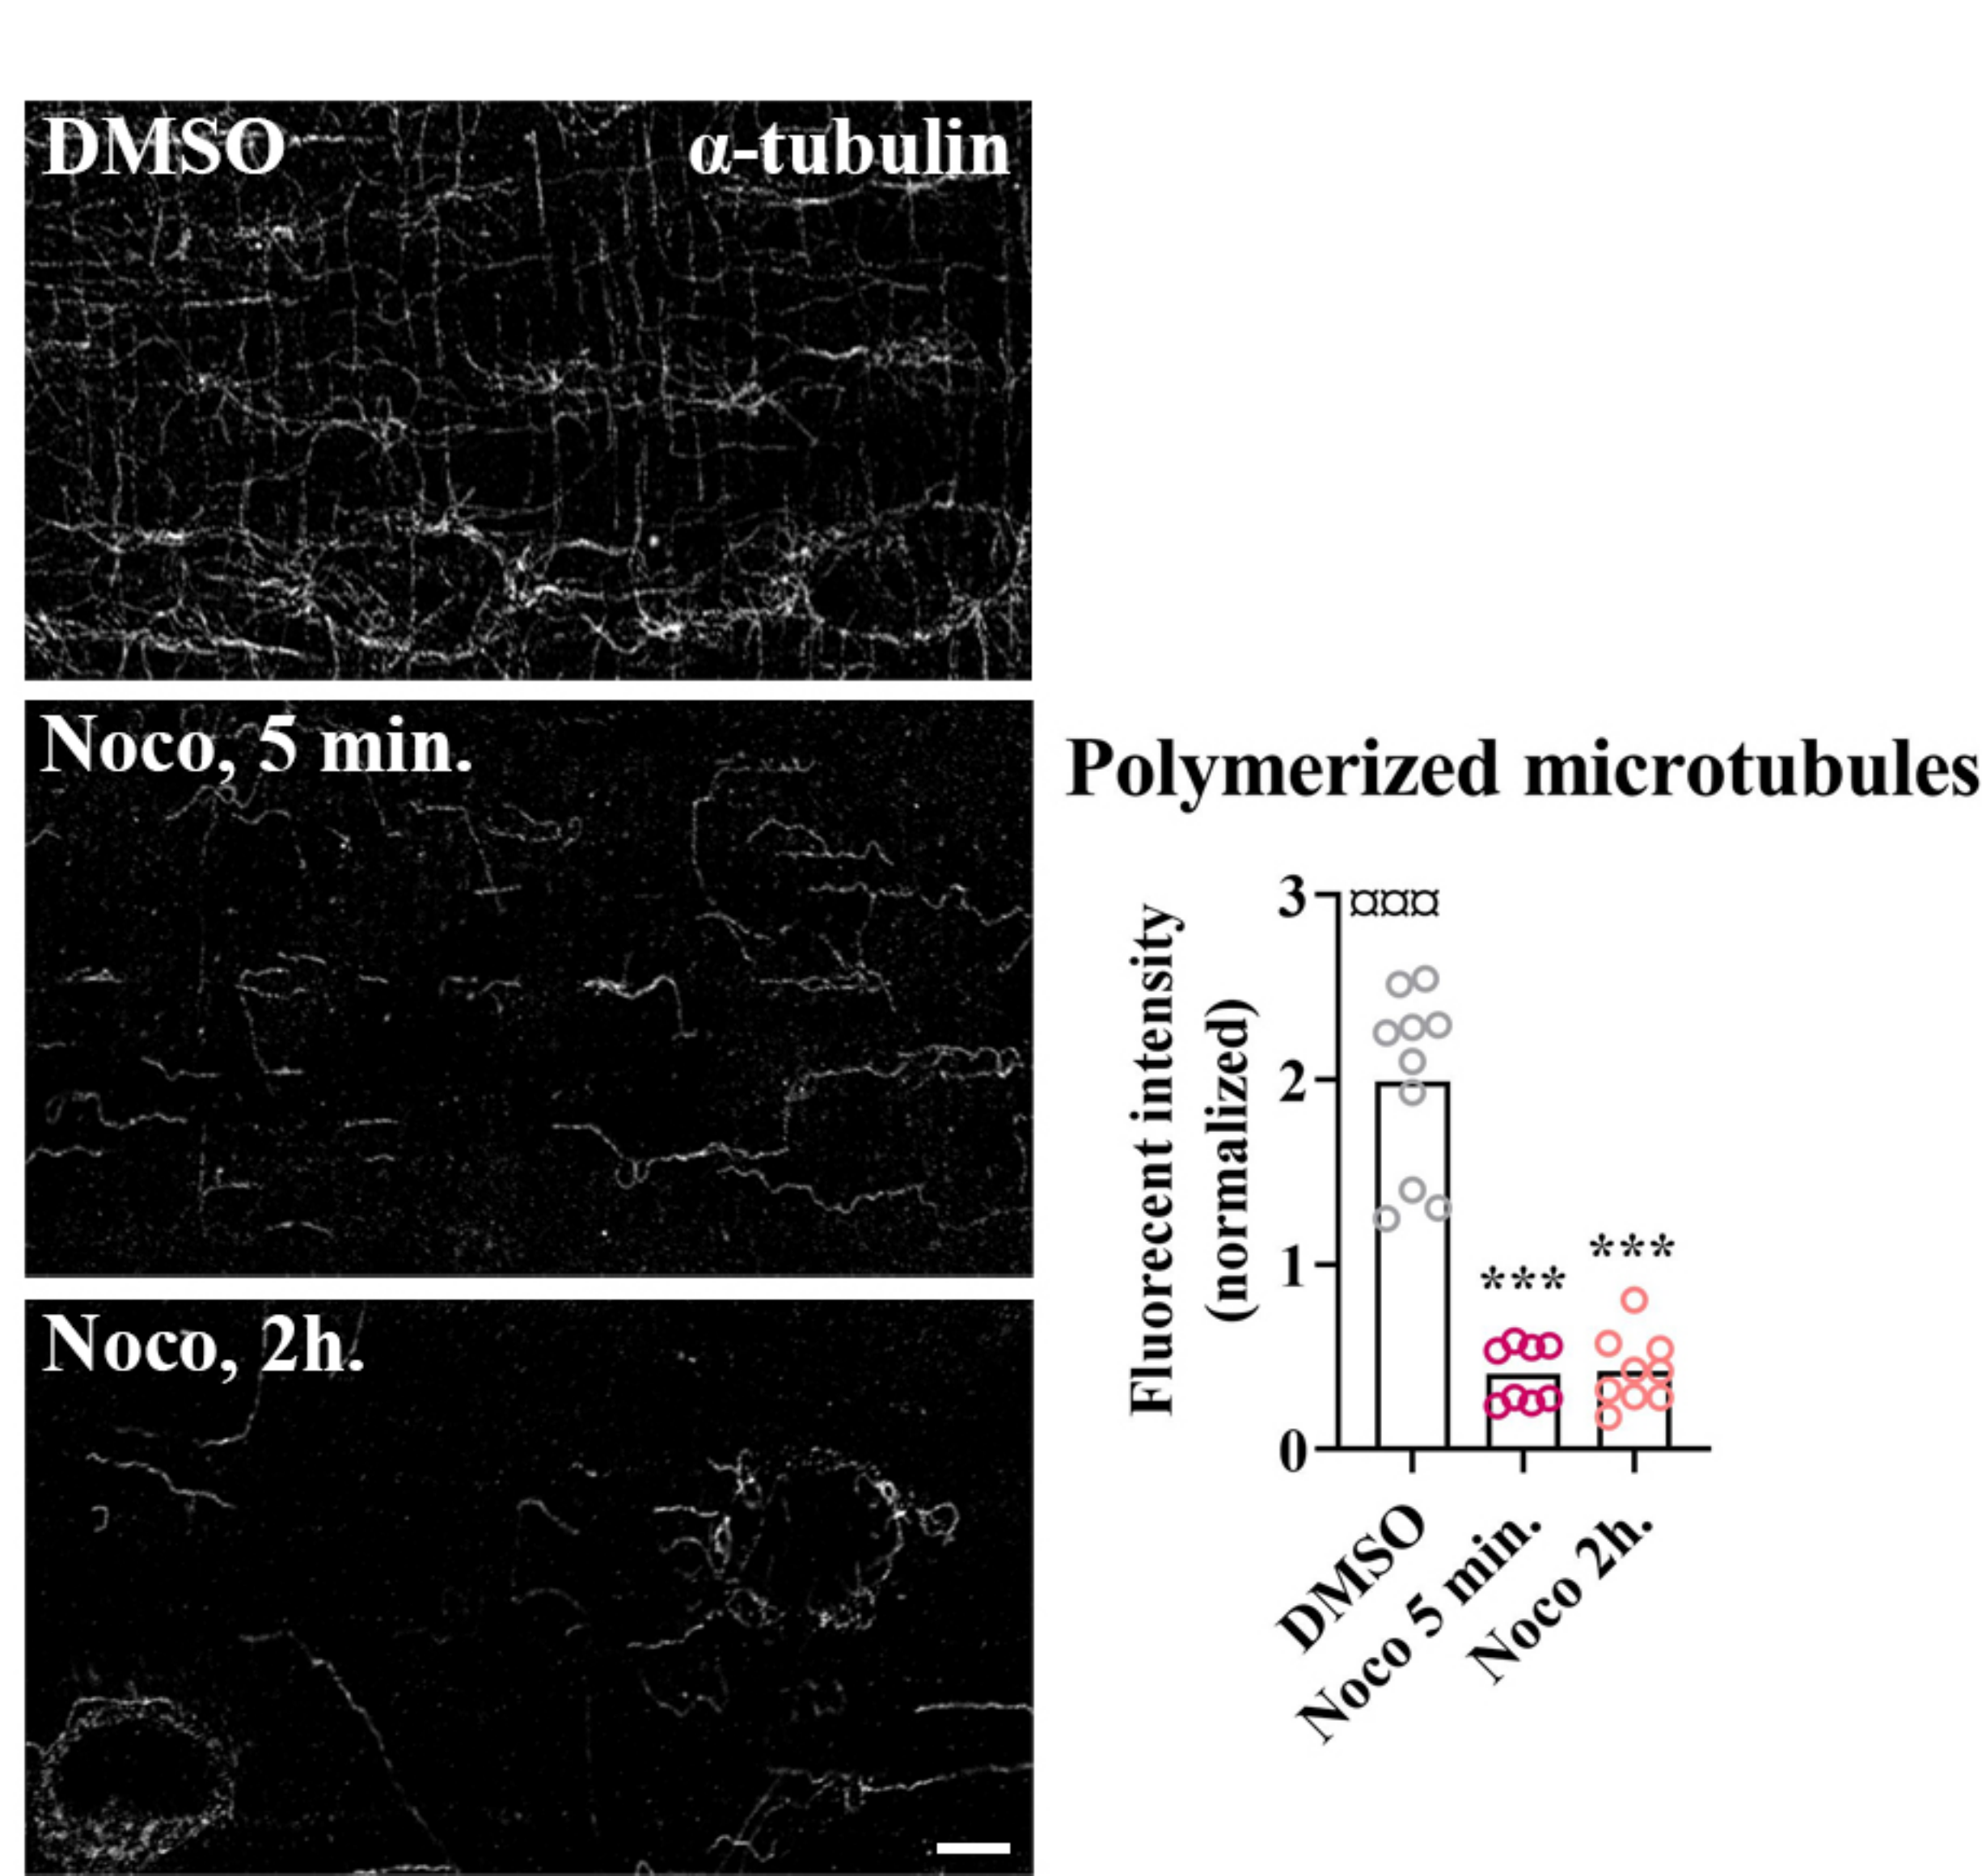 DMSO
α-tubulin
Noco, 5 min.
Noco, 2h.
Polymerized microtubules
Fluorecent intensity
(normalized)
3
2
1
0
¤¤¤
***
***
DMSO
Noco 5 min.
Noco 2h.